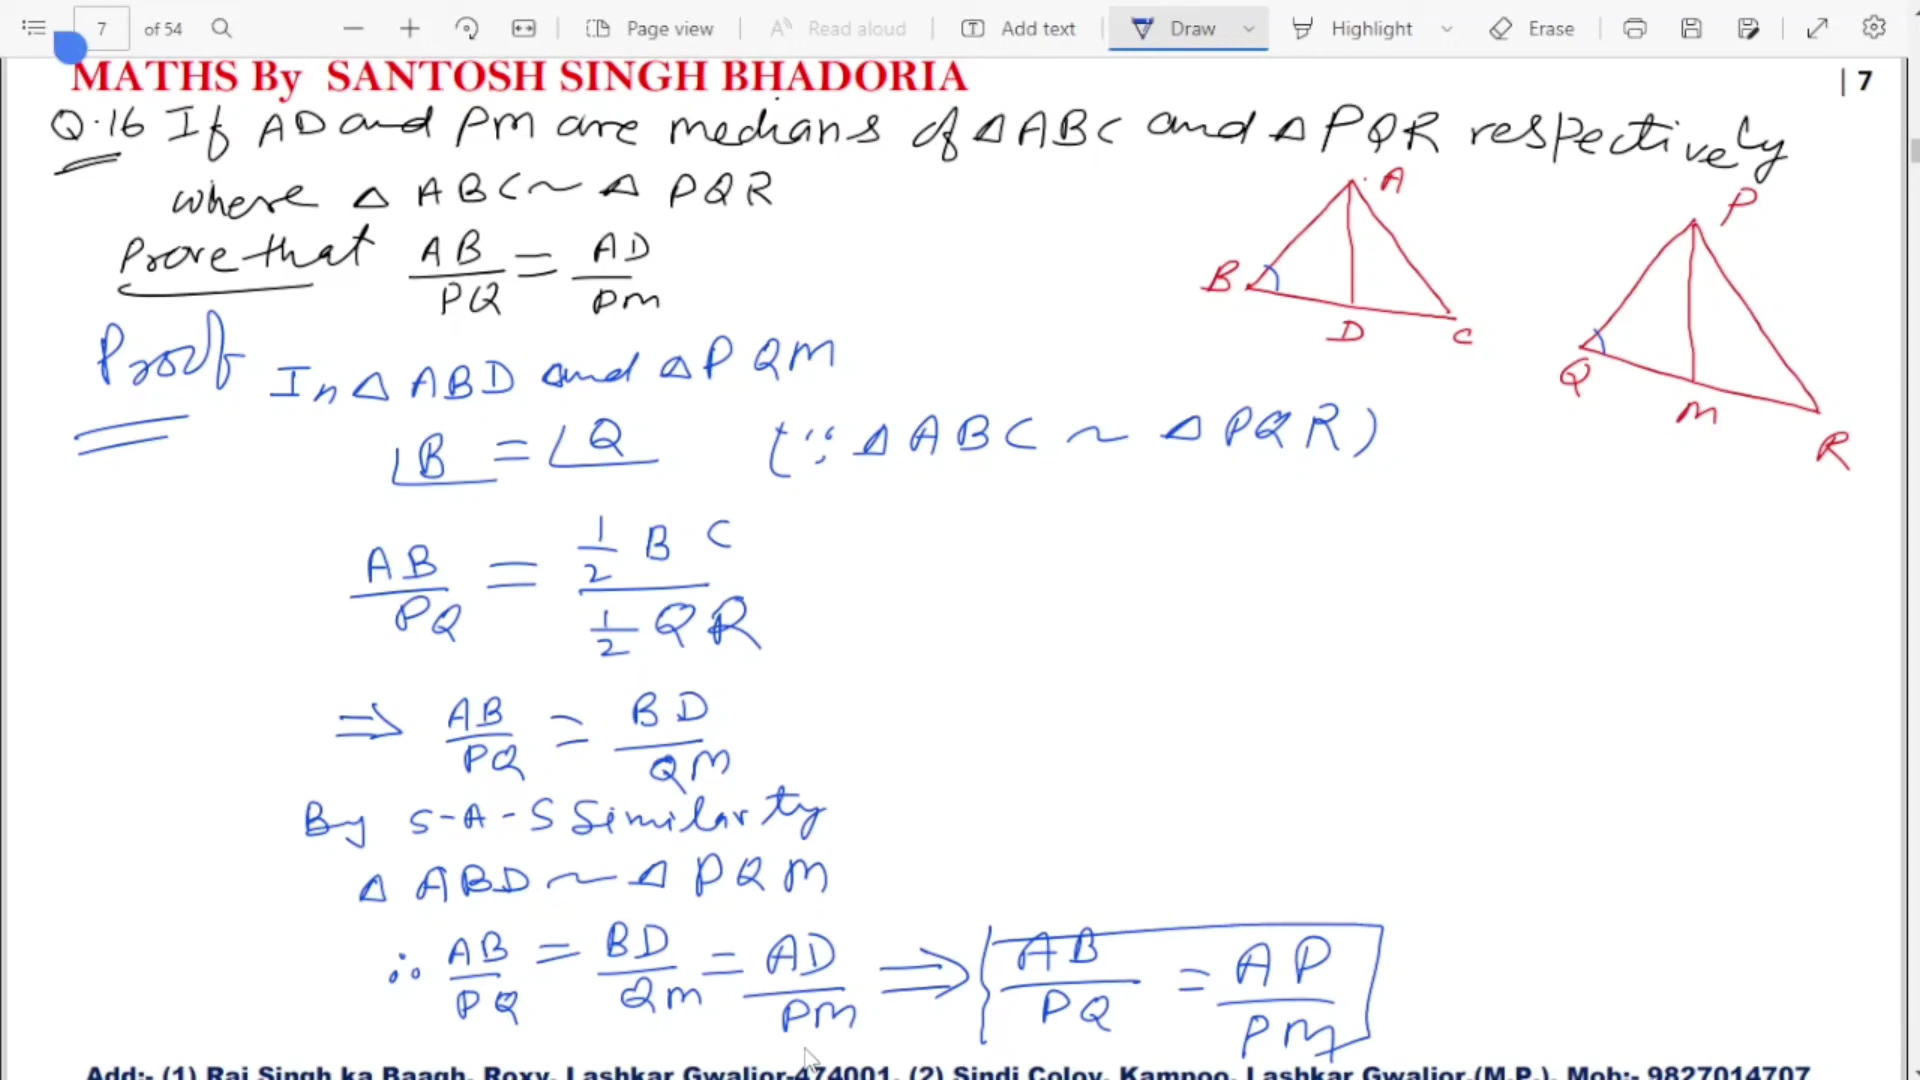 7 of 54 Page view Read aloud Add text Draw Highlight Erase
MATHS By SANTOSH SINGH BHADORIA | 7
Q.16 If AD and PM are medians of △ABC and △PQR respectively
where △ ABC ~ △ PQR
Prove that AB/PQ = AD/PM
A
B
D
C
P
Q
M
R
Proof In △ ABD and △PQM
∠B = ∠Q (∵ △ ABC ~ △ PQR)
AB/PQ = 1/2 BC / 1/2 QR
⇒ AB/PQ = BD/QM
By S-A-S Similarty
△ ABD ~ △ PQM
∴ AB/PQ = BD/QM = AD/PM ⇒ AB/PQ = AP/PM
Add:- (1) Raj Singh ka Baagh, Roxy, Lashkar Gwalior-474001, (2) Sindi Coloy, Kampoo, Lashkar Gwalior.(M.P.). Mob:- 9827014707